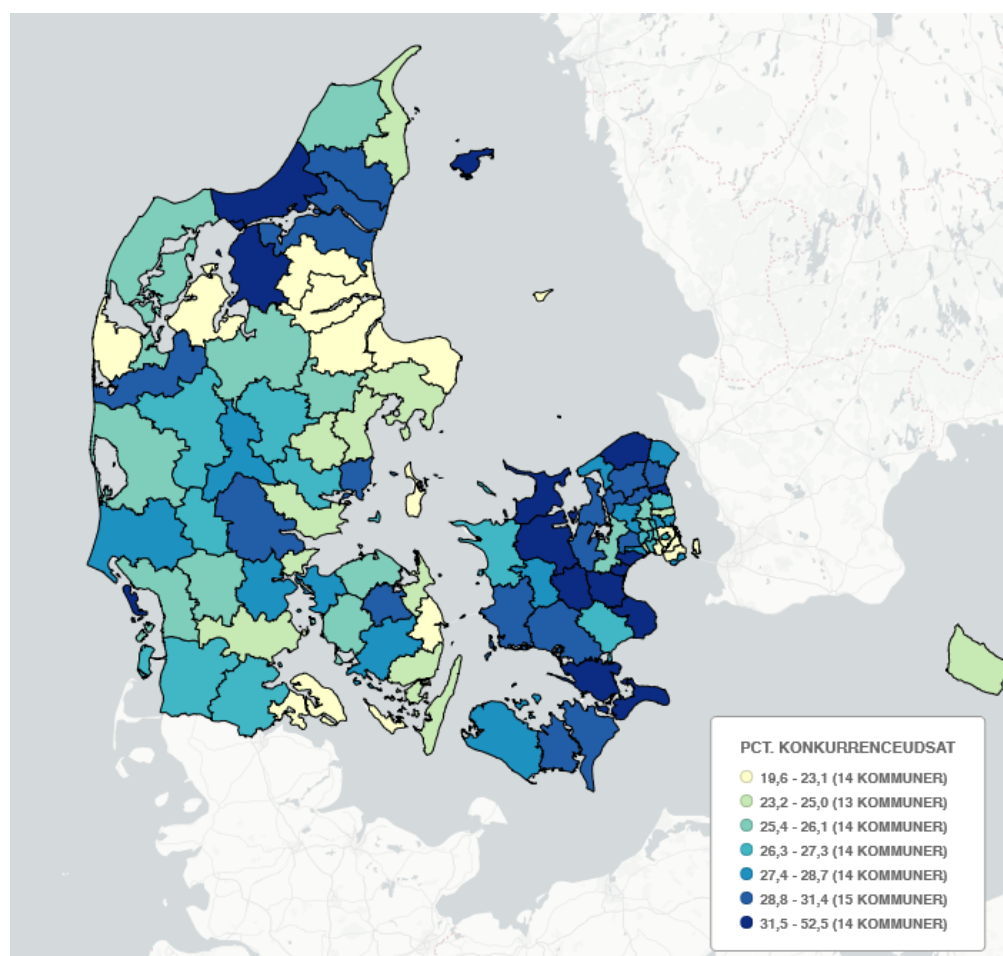 PCT. KONKURRENCEUDSAT
19,6 - 23,1 (14 KOMMUNER)
23,2 - 25,0 (13 KOMMUNER)
25,4 - 26,1 (14 KOMMUNER)
26,3 - 27,3 (14 KOMMUNER)
27,4 - 28,7 (14 KOMMUNER)
28,8 - 31,4 (15 KOMMUNER)
31,5 - 52,5 (14 KOMMUNER)